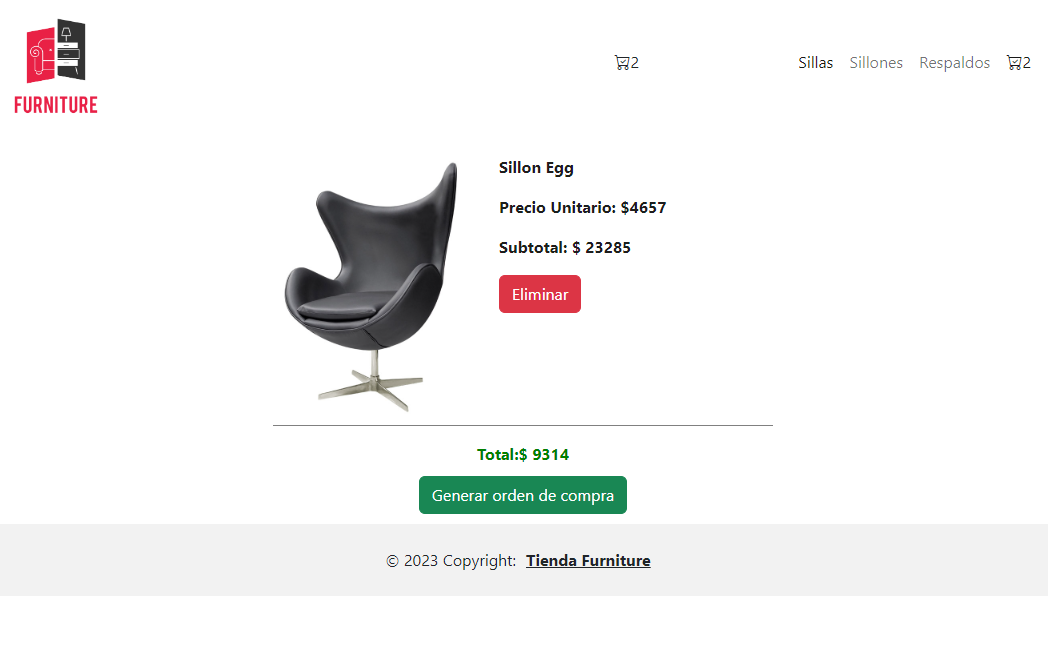 FURNITURE
2
Sillas Sillones Respaldos 2
Sillon Egg
Precio Unitario: $4657
Subtotal: $ 23285
Eliminar
Total:$ 9314
Generar orden de compra
© 2023 Copyright: Tienda Furniture